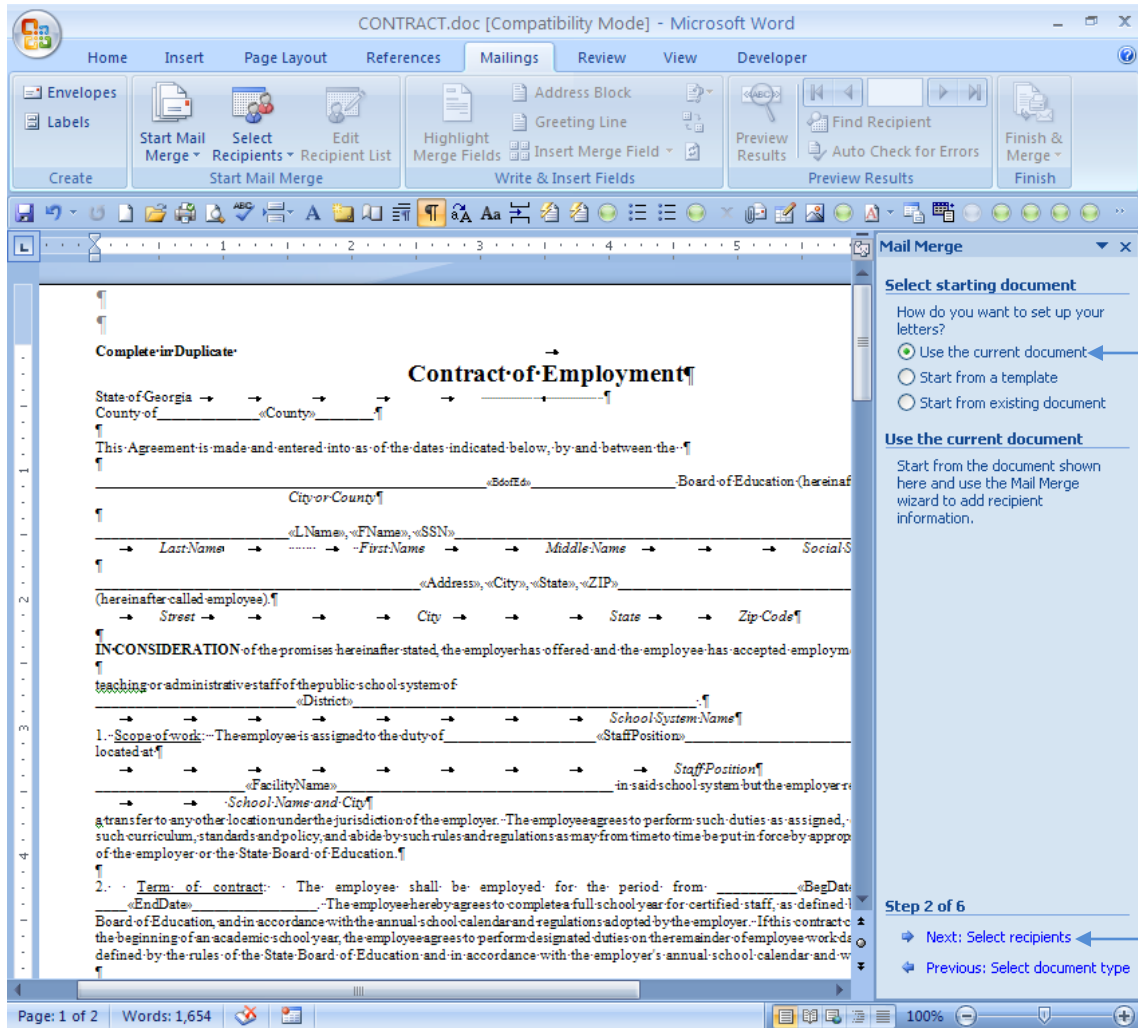 CONTRACT.doc [Compatibility Mode] - Microsoft Word
Home Insert Page Layout References Mailings Review View Developer
Envelopes
Labels
Create
Start Mail Merge
Select Recipients
Edit Recipient List
Start Mail Merge
Highlight Merge Fields
Address Block
Greeting Line
Insert Merge Field
Write & Insert Fields
Preview Results
Find Recipient
Auto Check for Errors
Preview Results
Finish & Merge
Finish
1 2 3 4 5
Complete in Duplicate
Contract of Employment¶
State of Georgia
County of____________«County»________.¶
This Agreement is made and entered into as of the dates indicated below, by and between the ¶
«BdofEd»____________________ Board of Education (hereinaf
City or County¶
«LName», «FName», «SSN»
Last Name First Name Middle Name Social S
«Address», «City», «State», «ZIP»
(hereinafter called employee).¶
Street City State Zip Code¶
IN CONSIDERATION of the promises hereinafter stated, the employer has offered and the employee has accepted employm
teaching or administrative staff of the public school system of
«District»____________________.¶
School System Name¶
1. Scope of work: The employee is assigned to the duty of____________________«StaffPosition»
located at¶
Staff Position¶
«FacilityName»____________________ in said school system but the employer re
School Name and City¶
a transfer to any other location under the jurisdiction of the employer. The employee agrees to perform such duties as assigned,
such curriculum, standards and policy, and abide by such rules and regulations as may from time to time be put in force by approp
of the employer or the State Board of Education.¶
2. Term of contract: The employee shall be employed for the period from __________«BegDate
«EndDate»________________. The employee hereby agrees to complete a full school year for certified staff, as defined
Board of Education, and in accordance with the annual school calendar and regulations adopted by the employer. If this contract
the beginning of an academic school year, the employee agrees to perform designated duties on the remainder of employee work da
defined by the rules of the State Board of Education and in accordance with the employer's annual school calendar and w
Mail Merge
Select starting document
How do you want to set up your
letters?
Use the current document
Start from a template
Start from existing document
Use the current document
Start from the document shown
here and use the Mail Merge
wizard to add recipient
information.
Step 2 of 6
Next: Select recipients
Previous: Select document type
Page: 1 of 2 Words: 1,654 100%